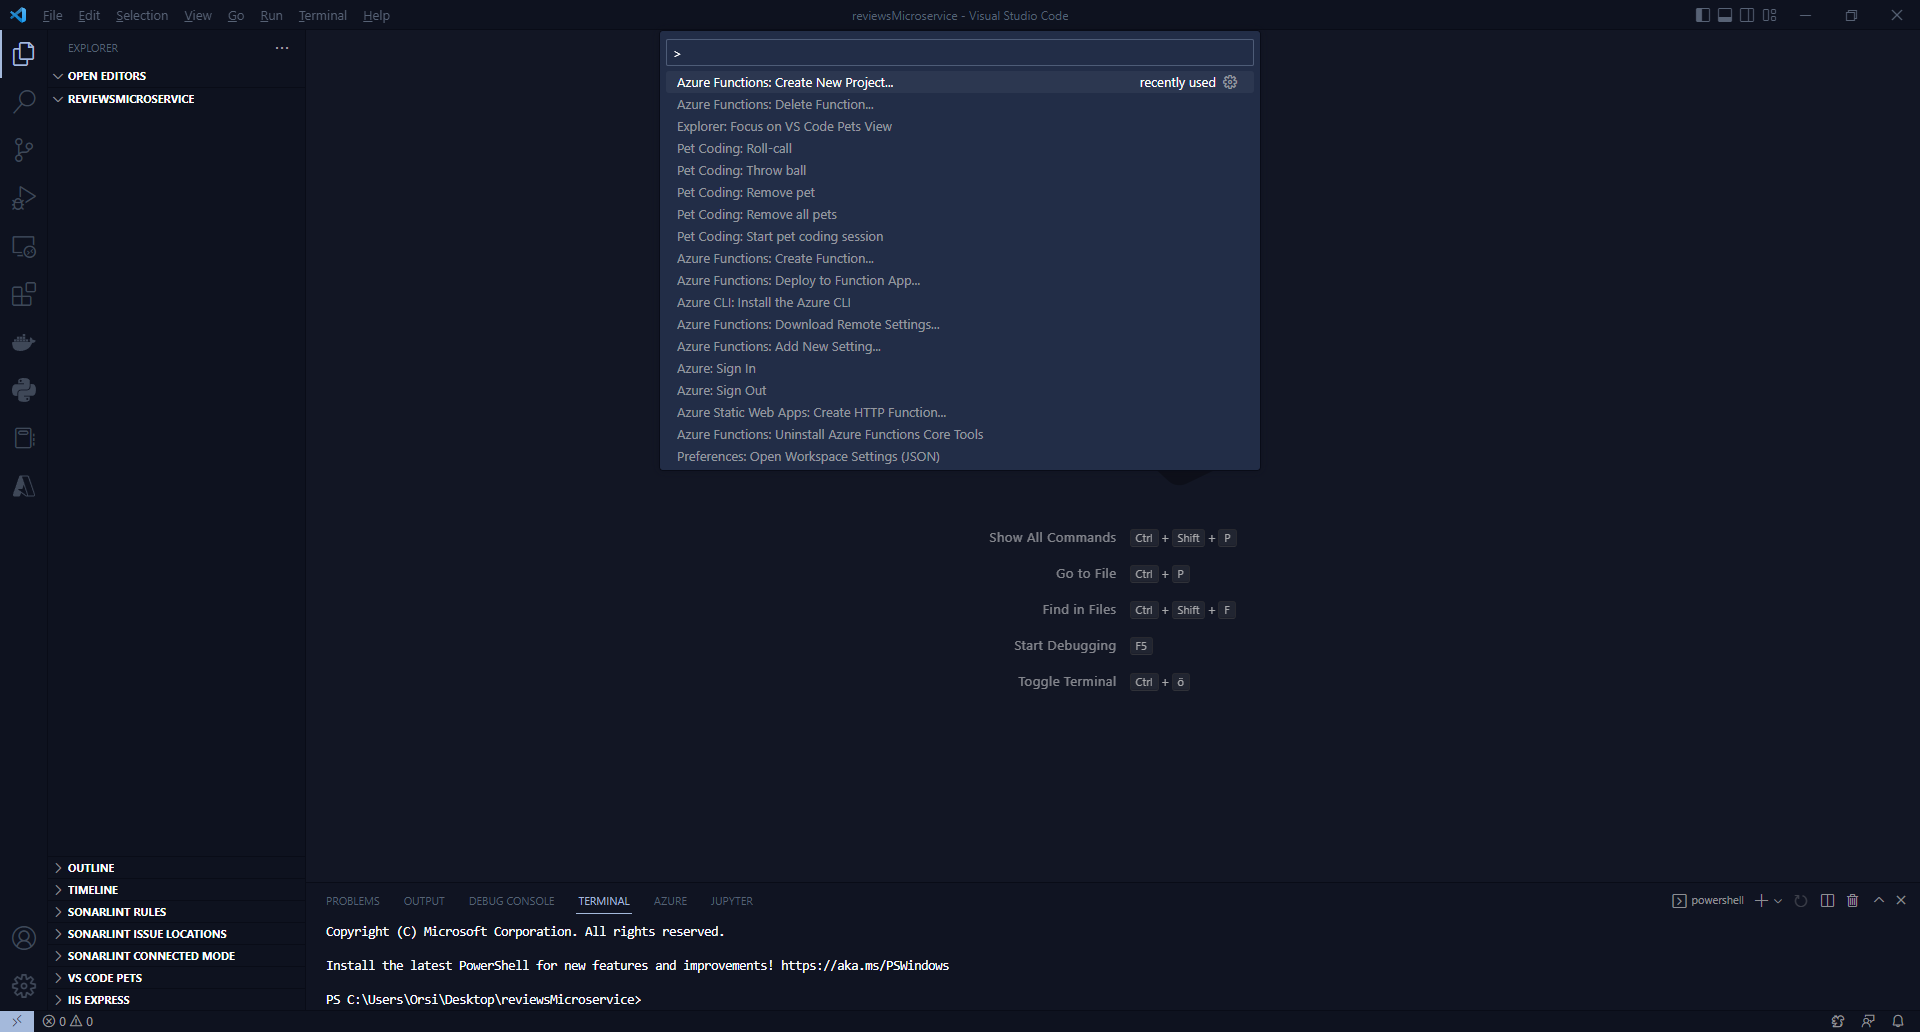 File Edit Selection View Go Run Terminal Help
reviewsMicroservice - Visual Studio Code
EXPLORER
OPEN EDITORS
REVIEWSMICROSERVICE
>
Azure Functions: Create New Project... recently used
Azure Functions: Delete Function...
Explorer: Focus on VS Code Pets View
Pet Coding: Roll-call
Pet Coding: Throw ball
Pet Coding: Remove pet
Pet Coding: Remove all pets
Pet Coding: Start pet coding session
Azure Functions: Create Function...
Azure Functions: Deploy to Function App...
Azure CLI: Install the Azure CLI
Azure Functions: Download Remote Settings...
Azure Functions: Add New Setting...
Azure: Sign In
Azure: Sign Out
Azure Static Web Apps: Create HTTP Function...
Azure Functions: Uninstall Azure Functions Core Tools
Preferences: Open Workspace Settings (JSON)
Show All Commands Ctrl + Shift + P
Go to File Ctrl + P
Find in Files Ctrl + Shift + F
Start Debugging F5
Toggle Terminal Ctrl + ö
OUTLINE
TIMELINE
SONARLINT RULES
SONARLINT ISSUE LOCATIONS
SONARLINT CONNECTED MODE
VS CODE PETS
IIS EXPRESS
PROBLEMS OUTPUT DEBUG CONSOLE TERMINAL AZURE JUPYTER
powershell
Copyright (C) Microsoft Corporation. All rights reserved.
Install the latest PowerShell for new features and improvements! https://aka.ms/PSWindows
PS C:\Users\Orsi\Desktop\reviewsMicroservice>
0 0